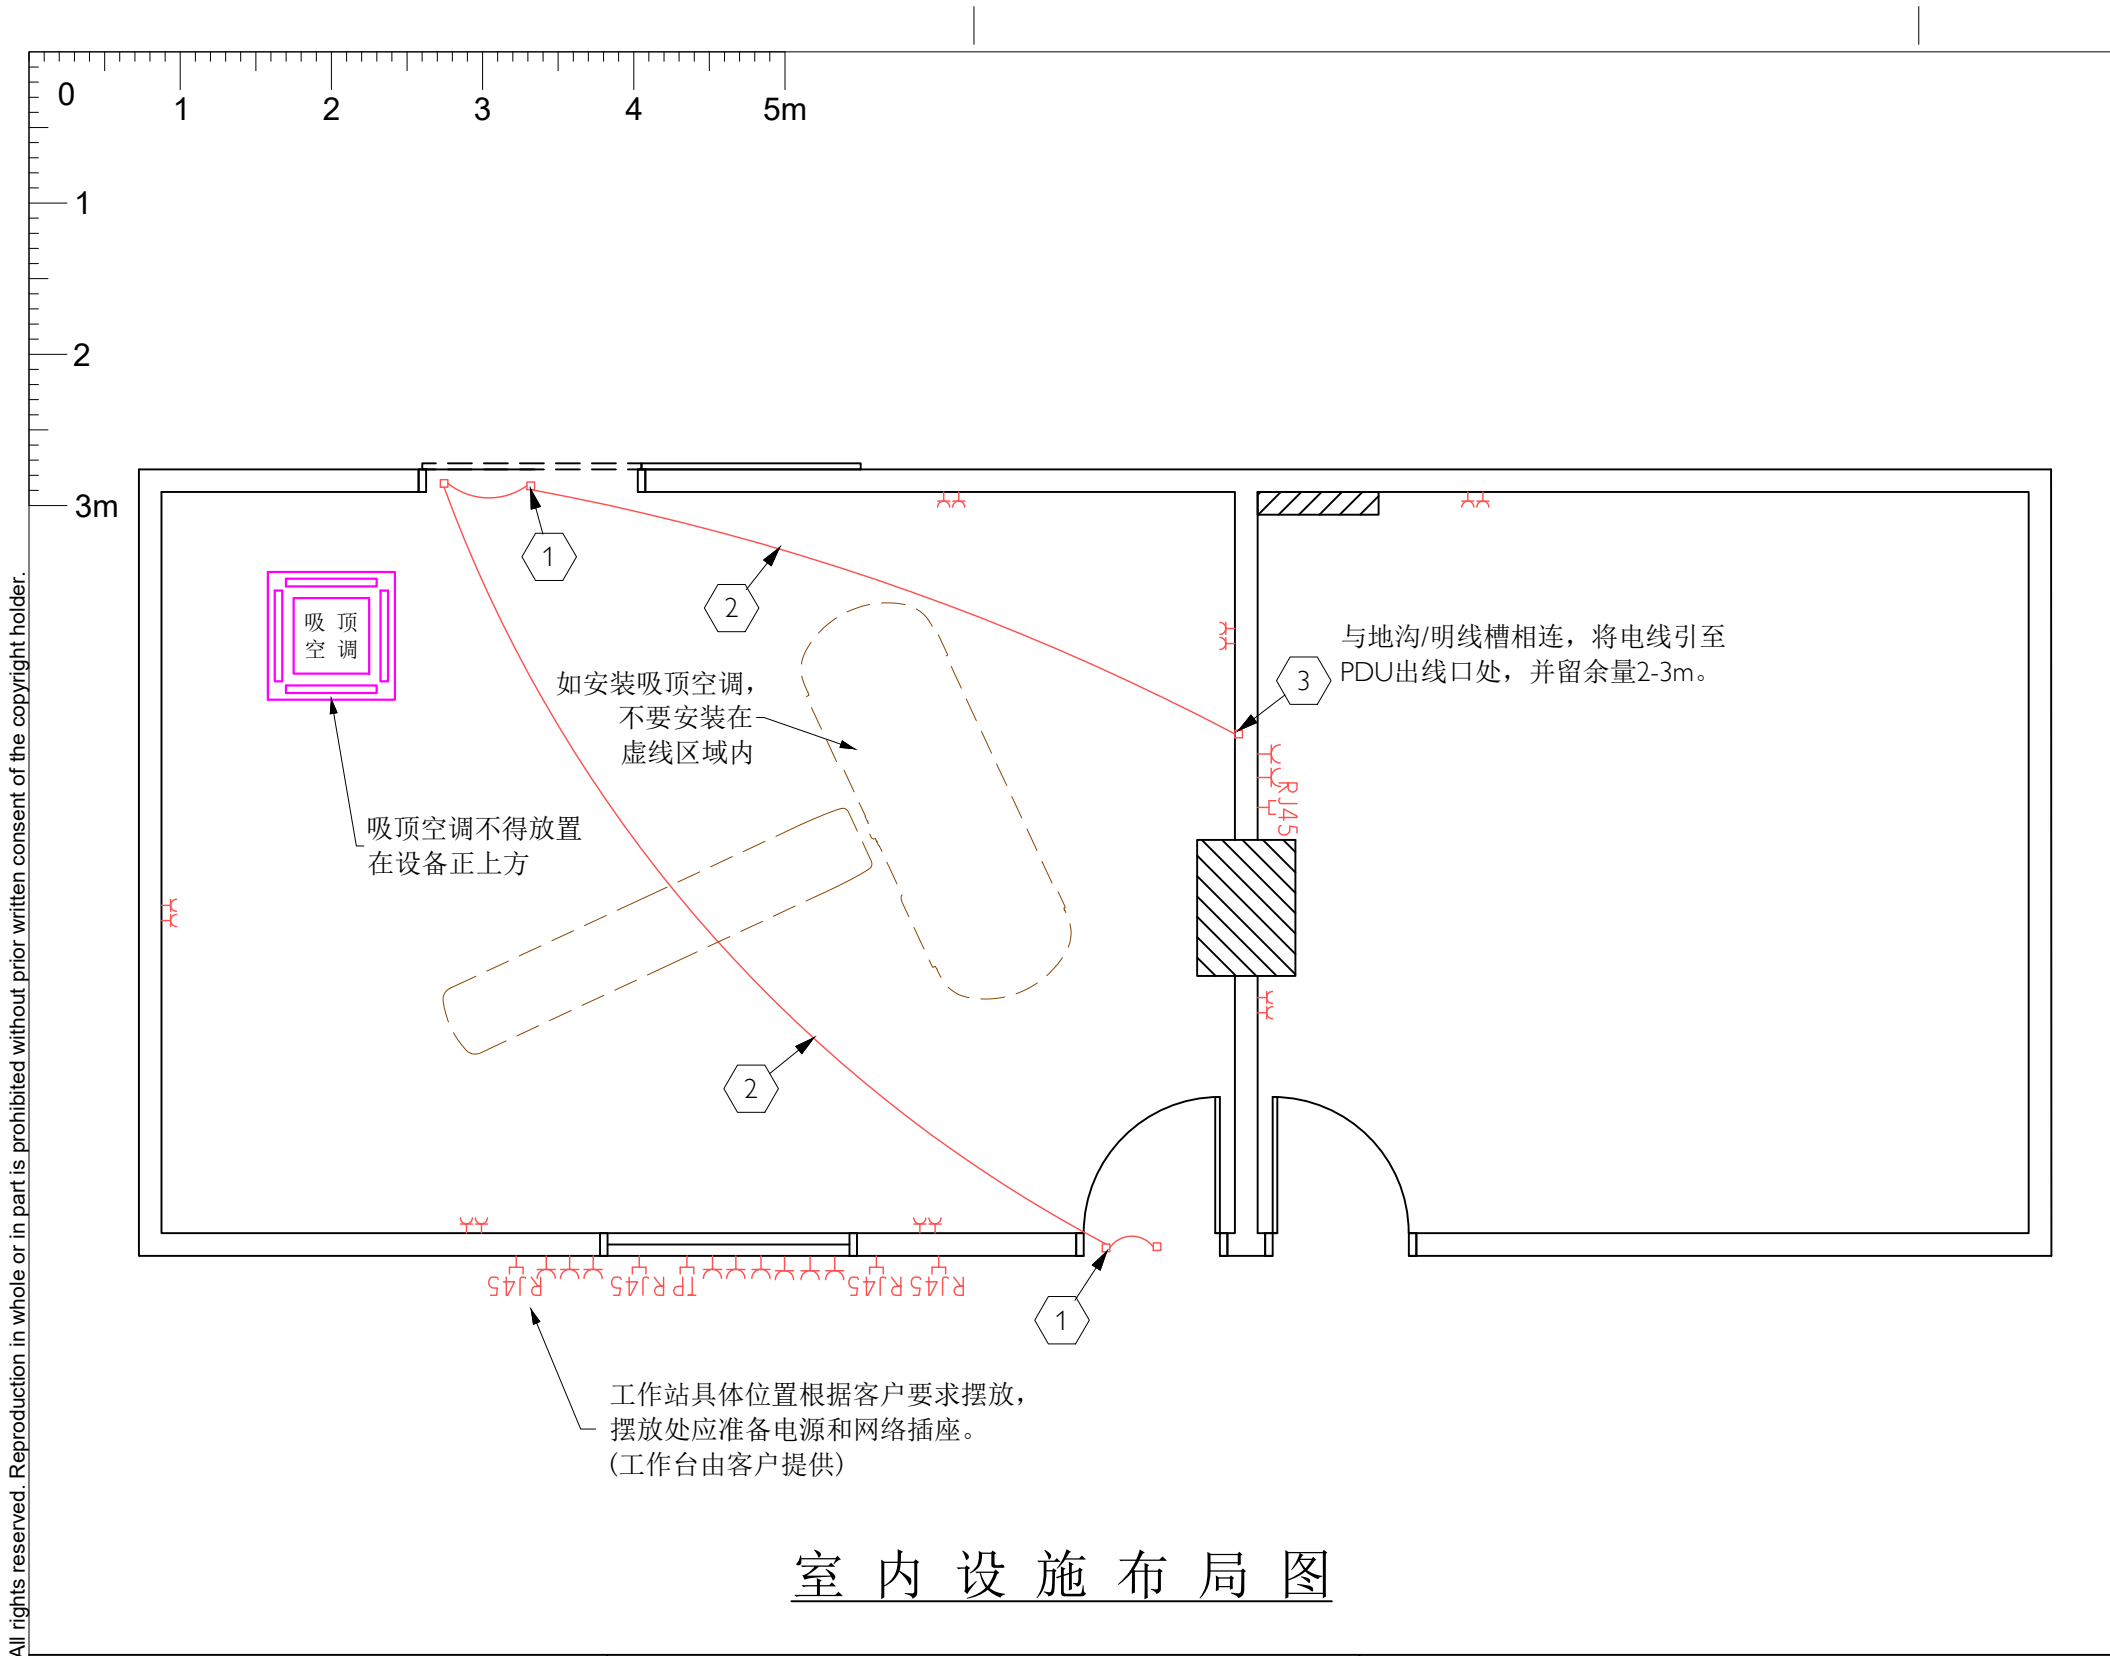 0
1
2
3
4
5m
1
2
3m
All rights reserved. Reproduction in whole or in part is prohibited without prior written consent of the copyright holder.
1
2
吸 顶
空 调
与地沟/明线槽相连，将电线引至
PDU出线口处，并留余量2-3m。
3
如安装吸顶空调，
不要安装在
虚线区域内
RJ45
吸顶空调不得放置
在设备正上方
2
RJ45
RJ45
TP
RJ45
RJ45
1
工作站具体位置根据客户要求摆放，
摆放处应准备电源和网络插座。
(工作台由客户提供)
室内设施布局图